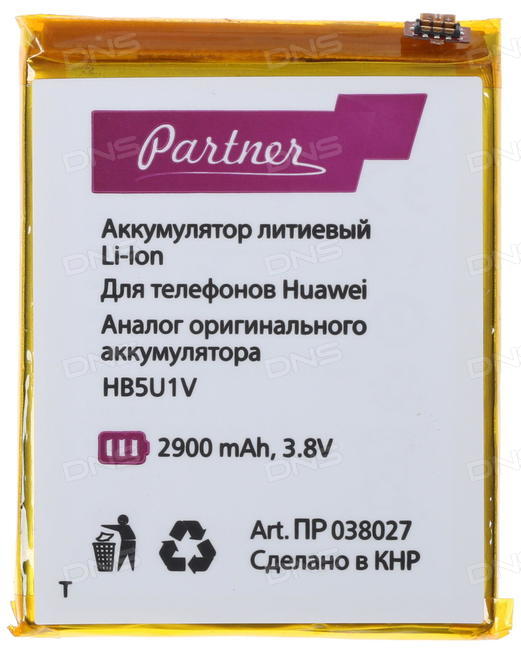 Partner
Аккумулятор литиевый
Li-Ion
Для телефонов Huawei
Аналог оригинального
аккумулятора
HB5U1V
2900 mAh, 3.8V
Art. ПР 038027
Сделано в КНР
T
DNS